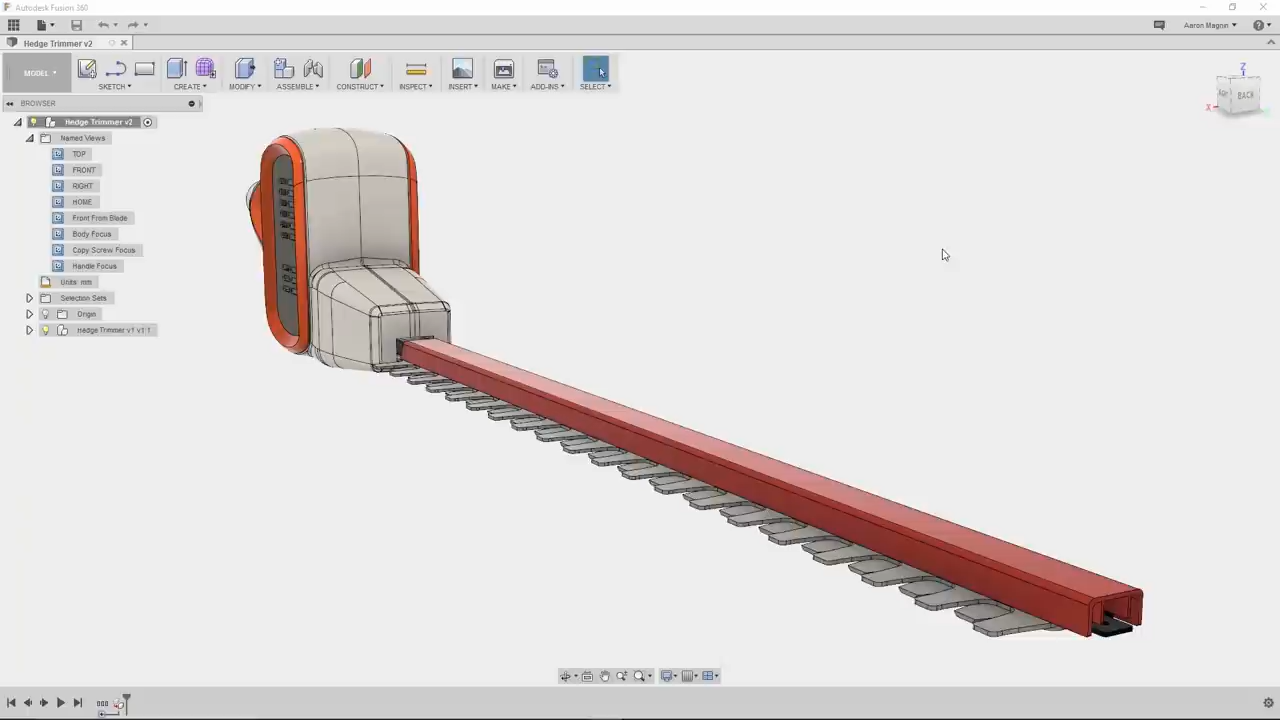 Autodesk Fusion 360
Aaron Magnin
Hedge Trimmer v2
MODEL
SKETCH
CREATE
MODIFY
ASSEMBLE
CONSTRUCT
INSPECT
INSERT
MAKE
ADD-INS
SELECT
Z
BACK
X
BROWSER
Hedge Trimmer v2
Named Views
TOP
FRONT
RIGHT
HOME
Front From Blade
Body Focus
Copy Screw Focus
Handle Focus
Units: mm
Selection Sets
Origin
Hedge Trimmer v1 v1:1